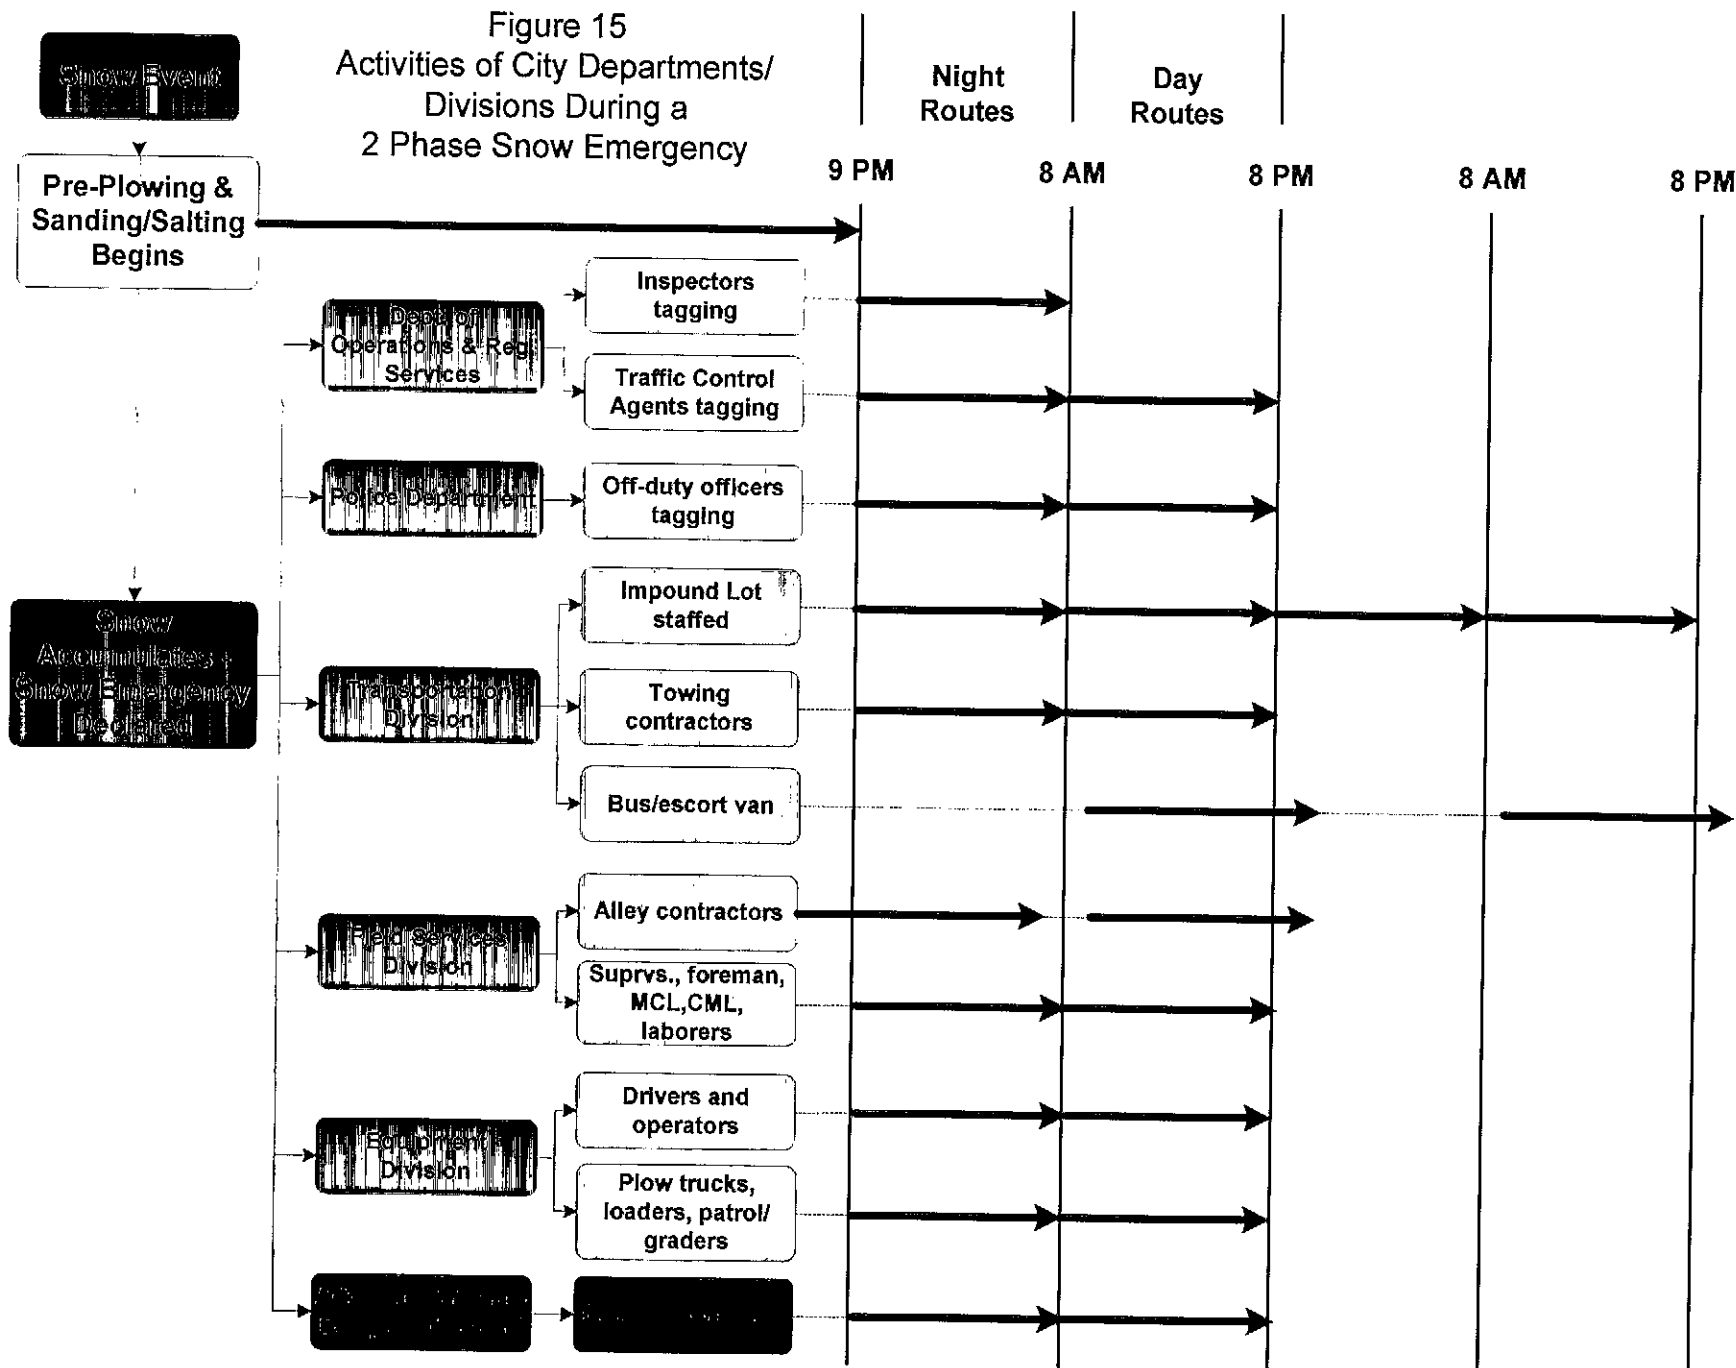 Figure 15
Activities of City Departments/
Divisions During a
2 Phase Snow Emergency
Snow Event
Night
Routes
Day
Routes
9 PM
8 AM
8 PM
8 AM
8 PM
Pre-Plowing &
Sanding/Salting
Begins
Dept of
Operations & Reg.
Services
Inspectors
tagging
Traffic Control
Agents tagging
Police Department
Off-duty officers
tagging
Snow
Accumulates -
Snow Emergency
Declared
Transportation
Division
Impound Lot
staffed
Towing
contractors
Bus/escort van
Field Services
Division
Alley contractors
Suprvs., foreman,
MCL,CML,
laborers
Equipment
Division
Drivers and
operators
Plow trucks,
loaders, patrol/
graders